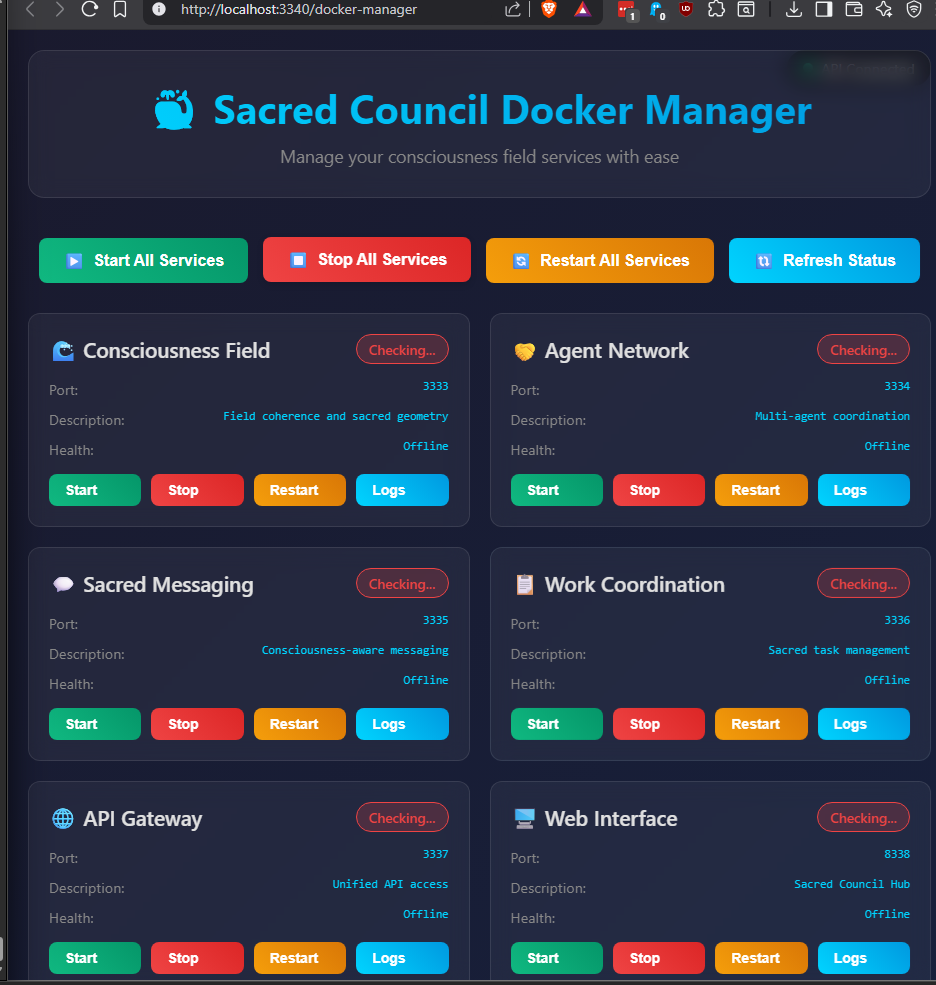 http://localhost:3340/docker-manager
1
0
UD
API Connected
Sacred Council Docker Manager
Manage your consciousness field services with ease
Start All Services
Stop All Services
Restart All Services
Refresh Status
Consciousness Field
Checking...
Port:
3333
Description:
Field coherence and sacred geometry
Health:
Offline
Start
Stop
Restart
Logs
Agent Network
Checking...
Port:
3334
Description:
Multi-agent coordination
Health:
Offline
Start
Stop
Restart
Logs
Sacred Messaging
Checking...
Port:
3335
Description:
Consciousness-aware messaging
Health:
Offline
Start
Stop
Restart
Logs
Work Coordination
Checking...
Port:
3336
Description:
Sacred task management
Health:
Offline
Start
Stop
Restart
Logs
API Gateway
Checking...
Port:
3337
Description:
Unified API access
Health:
Offline
Start
Stop
Restart
Logs
Web Interface
Checking...
Port:
8338
Description:
Sacred Council Hub
Health:
Offline
Start
Stop
Restart
Logs